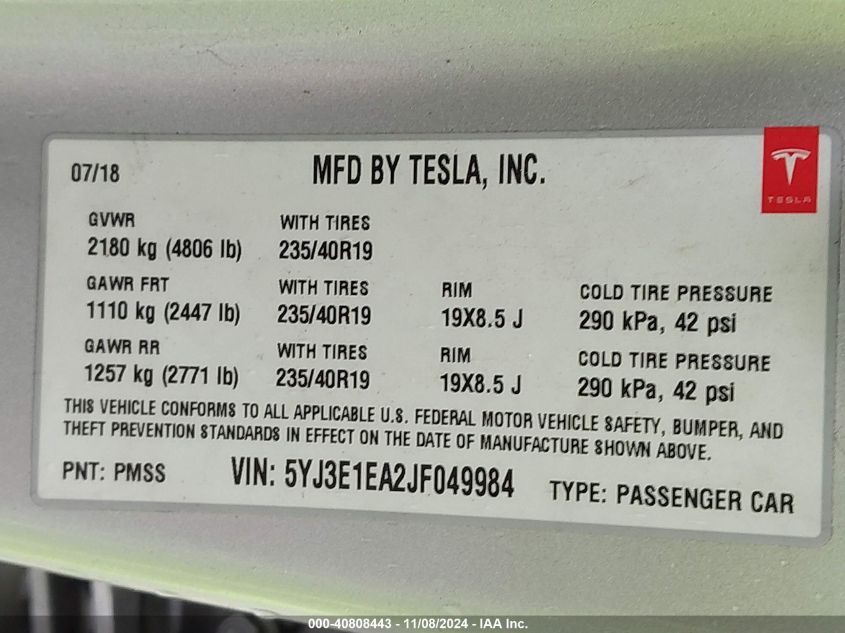 07/18 MFD BY TESLA, INC.
TESLA
GVWR WITH TIRES
2180 kg (4806 lb) 235/40R19
GAWR FRT WITH TIRES RIM COLD TIRE PRESSURE
1110 kg (2447 lb) 235/40R19 19X8.5 J 290 kPa, 42 psi
GAWR RR WITH TIRES RIM COLD TIRE PRESSURE
1257 kg (2771 lb) 235/40R19 19X8.5 J 290 kPa, 42 psi
THIS VEHICLE CONFORMS TO ALL APPLICABLE U.S. FEDERAL MOTOR VEHICLE SAFETY, BUMPER, AND
THEFT PREVENTION STANDARDS IN EFFECT ON THE DATE OF MANUFACTURE SHOWN ABOVE.
PNT: PMSS VIN: 5YJ3E1EA2JF049984 TYPE: PASSENGER CAR
000-40808443 - 11/08/2024 - IAA Inc.